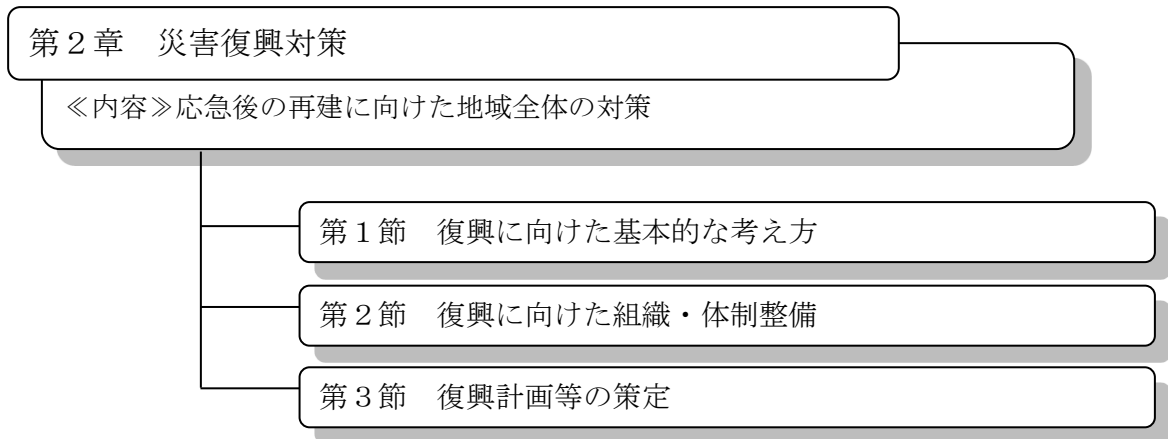 第２章　災害復興対策
≪内容≫応急後の再建に向けた地域全体の対策
第１節　復興に向けた基本的な考え方
第２節　復興に向けた組織・体制整備
第３節　復興計画等の策定